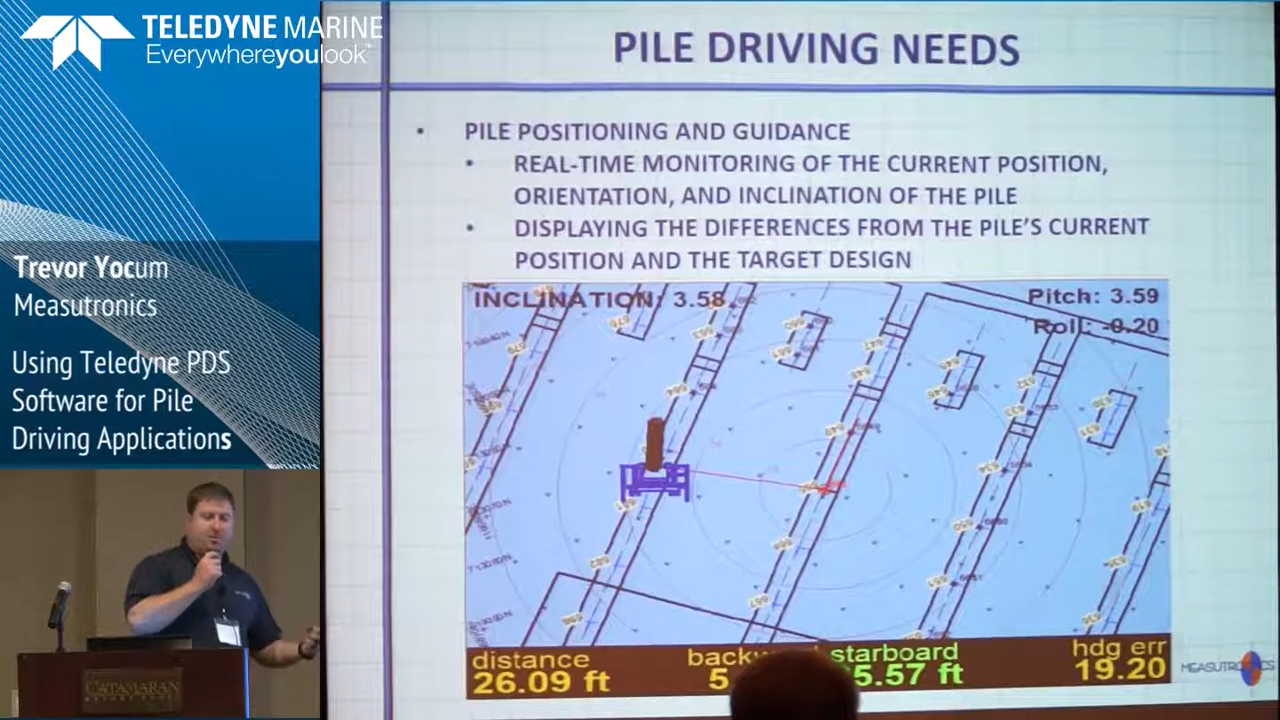 TELEDYNE MARINE
Everywhereyoulook
Trevor Yocum
Measutronics
Using Teledyne PDS
Software for Pile
Driving Applications
CATAMARAN
PILE DRIVING NEEDS
• PILE POSITIONING AND GUIDANCE
• REAL-TIME MONITORING OF THE CURRENT POSITION,
ORIENTATION, AND INCLINATION OF THE PILE
• DISPLAYING THE DIFFERENCES FROM THE PILE'S CURRENT
POSITION AND THE TARGET DESIGN
INCLINATION: 3.58
Pitch: 3.59
Roll: -0.20
distance
26.09 ft
starboard
5.57 ft
hdg err
19.20
MEASUTRONICS